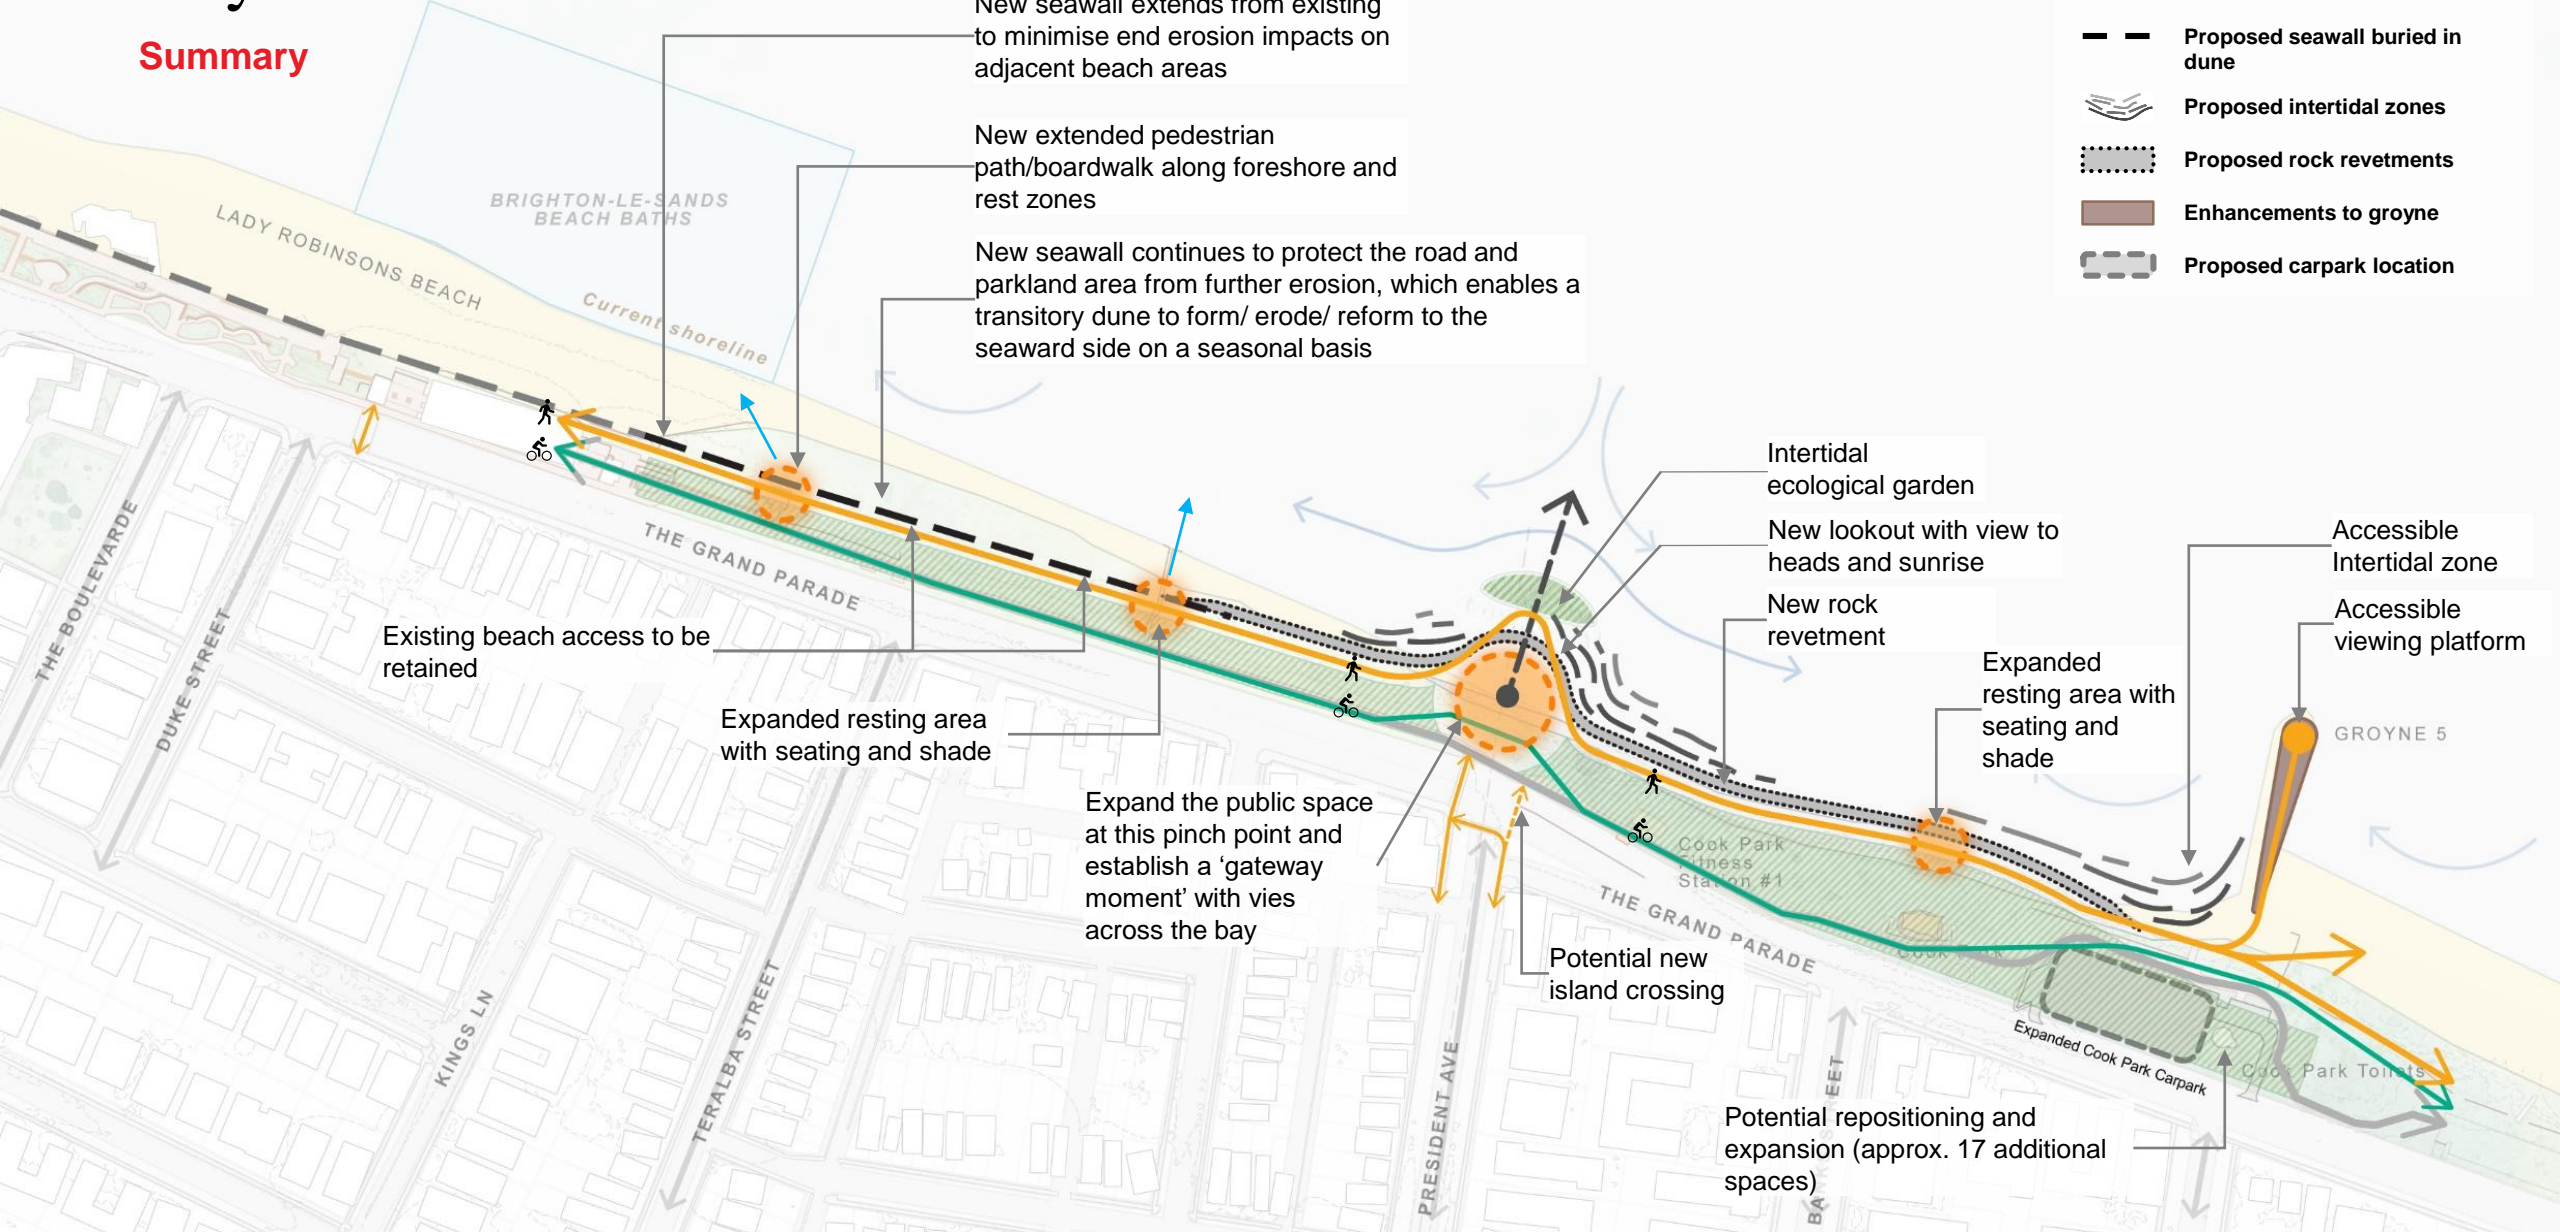 Summary
New seawall extends from existing
to minimise end erosion impacts on
adjacent beach areas
New extended pedestrian
path/boardwalk along foreshore and
rest zones
New seawall continues to protect the road and
parkland area from further erosion, which enables a
transitory dune to form/ erode/ reform to the
seaward side on a seasonal basis
Proposed seawall buried in
dune
Proposed intertidal zones
Proposed rock revetments
Enhancements to groyne
Proposed carpark location
BRIGHTON-LE-SANDS
BEACH BATHS
LADY ROBINSONS BEACH
Current shoreline
THE BOULEVARDE
DUKE STREET
THE GRAND PARADE
Existing beach access to be
retained
Expanded resting area
with seating and shade
Expand the public space
at this pinch point and
establish a ‘gateway
moment’ with vies
across the bay
Intertidal
ecological garden
New lookout with view to
heads and sunrise
New rock
revetment
Expanded
resting area with
seating and
shade
Accessible
Intertidal zone
Accessible
viewing platform
GROYNE 5
Cook Park
Fitness
Station #1
THE GRAND PARADE
Cook Park
Potential new
island crossing
KINGS LN
TERALBA STREET
PRESIDENT AVE
STREET
Expanded Cook Park Carpark
Cook Park Toilets
Potential repositioning and
expansion (approx. 17 additional
spaces)